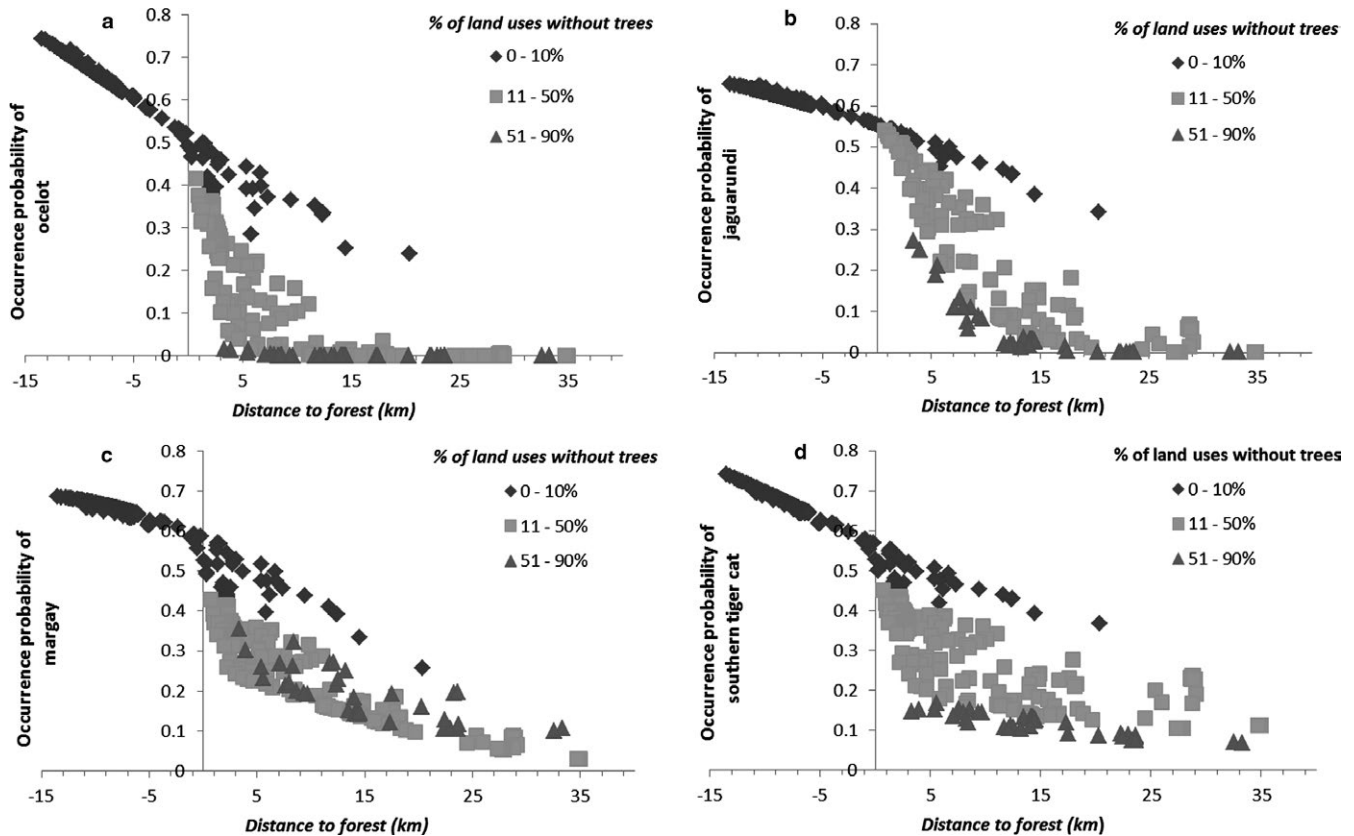 a
% of land uses without trees
0 - 10%
11 - 50%
51 - 90%
Occurrence probability of
ocelot
0.8
0.7
0.6
0.5
0.4
0.3
0.2
0.1
0
-15
-5
5
15
25
35
Distance to forest (km)
b
% of land uses without trees
0 - 10%
11 - 50%
51 - 90%
Occurrence probability of
jaguarundi
0.8
0.7
0.6
0.5
0.4
0.3
0.2
0.1
0
-15
-5
5
15
25
35
Distance to forest (km)
c
% of land uses without trees
0 - 10%
11 - 50%
51 - 90%
Occurrence probability of
margay
0.8
0.7
0.6
0.5
0.4
0.3
0.2
0.1
0
-15
-5
5
15
25
35
Distance to forest (km)
d
% of land uses without trees
0 - 10%
11 - 50%
51 - 90%
Occurrence probability of
southern tiger cat
0.8
0.7
0.6
0.5
0.4
0.3
0.2
0.1
0
-15
-5
5
15
25
35
Distance to forest (km)